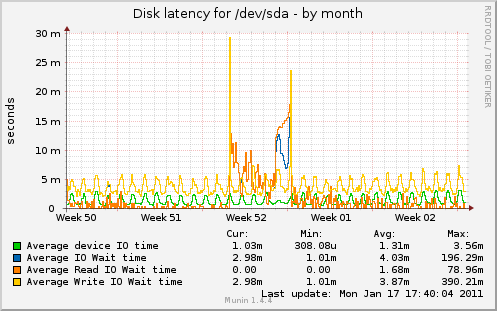 Disk latency for /dev/sda - by month
RRDTOOL / TOBI OETIKER
seconds
30 m
25 m
20 m
15 m
10 m
5 m
0
Week 50 Week 51 Week 52 Week 01 Week 02
Cur: Min: Avg: Max:
Average device IO time 1.03m 308.08u 1.31m 3.56m
Average IO Wait time 2.98m 1.01m 4.03m 196.29m
Average Read IO Wait time 0.00 0.00 1.68m 78.96m
Average Write IO Wait time 2.98m 1.01m 3.87m 390.21m
Last update: Mon Jan 17 17:40:04 2011
Munin 1.4.4